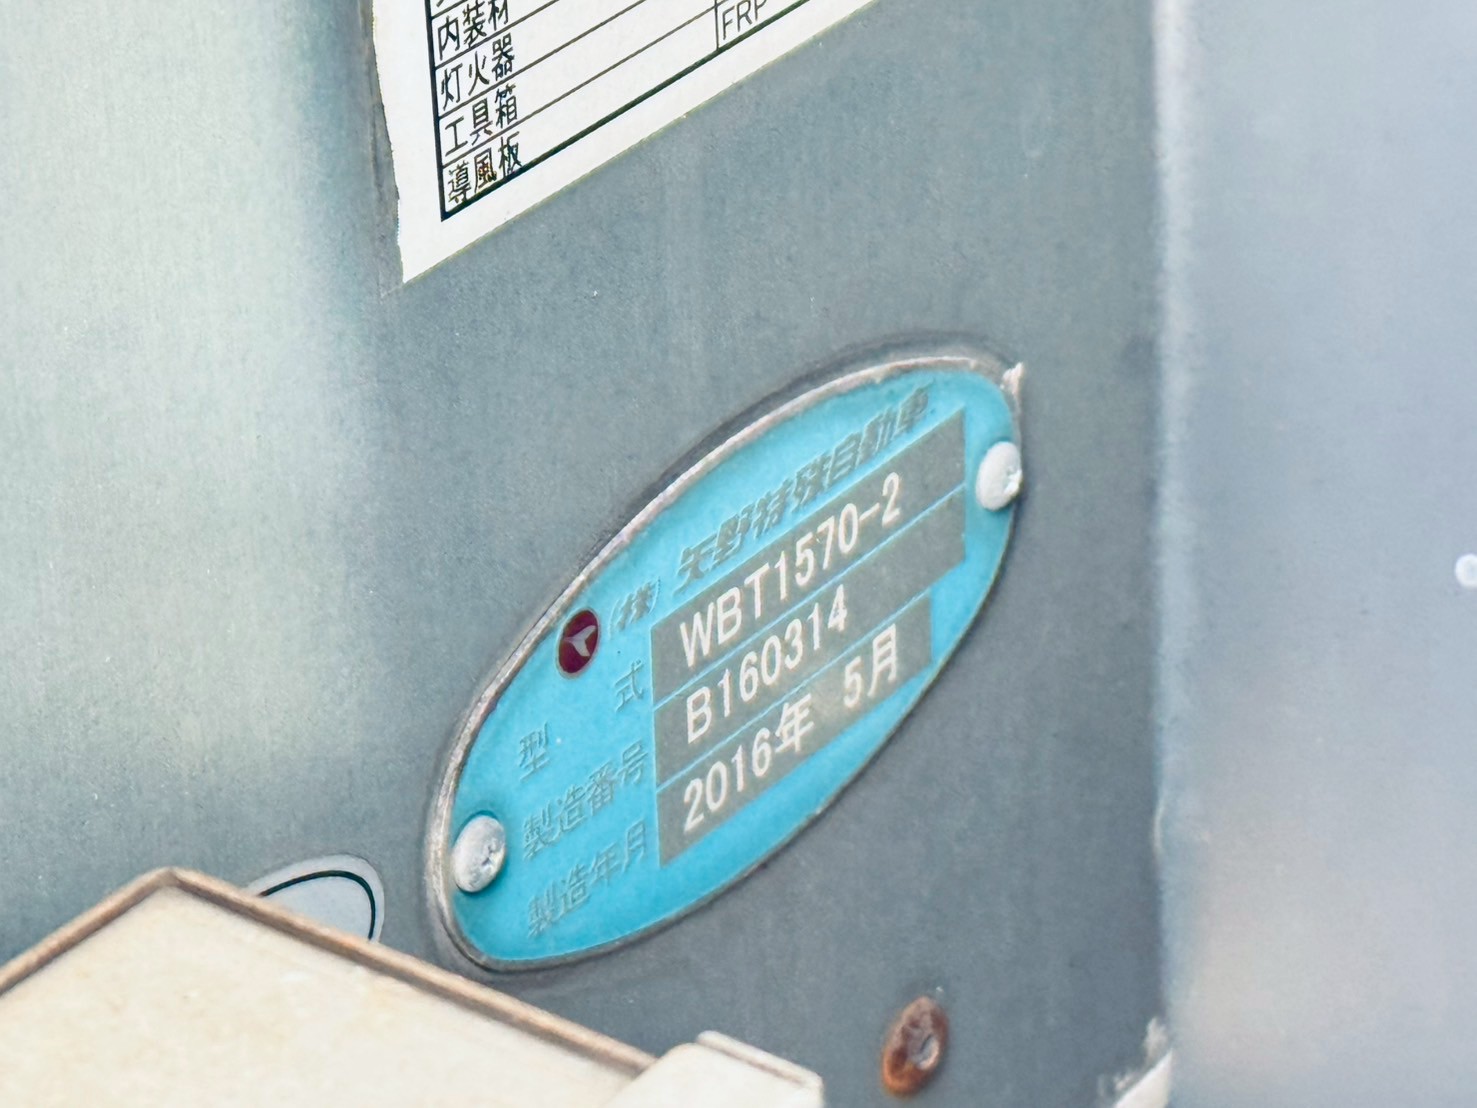 内装材
灯火器
工具箱
導風板
FRP
(株) 矢野特殊自動車
型式 WBT1570-2
製造番号 B160314
製造年月 2016年 5月